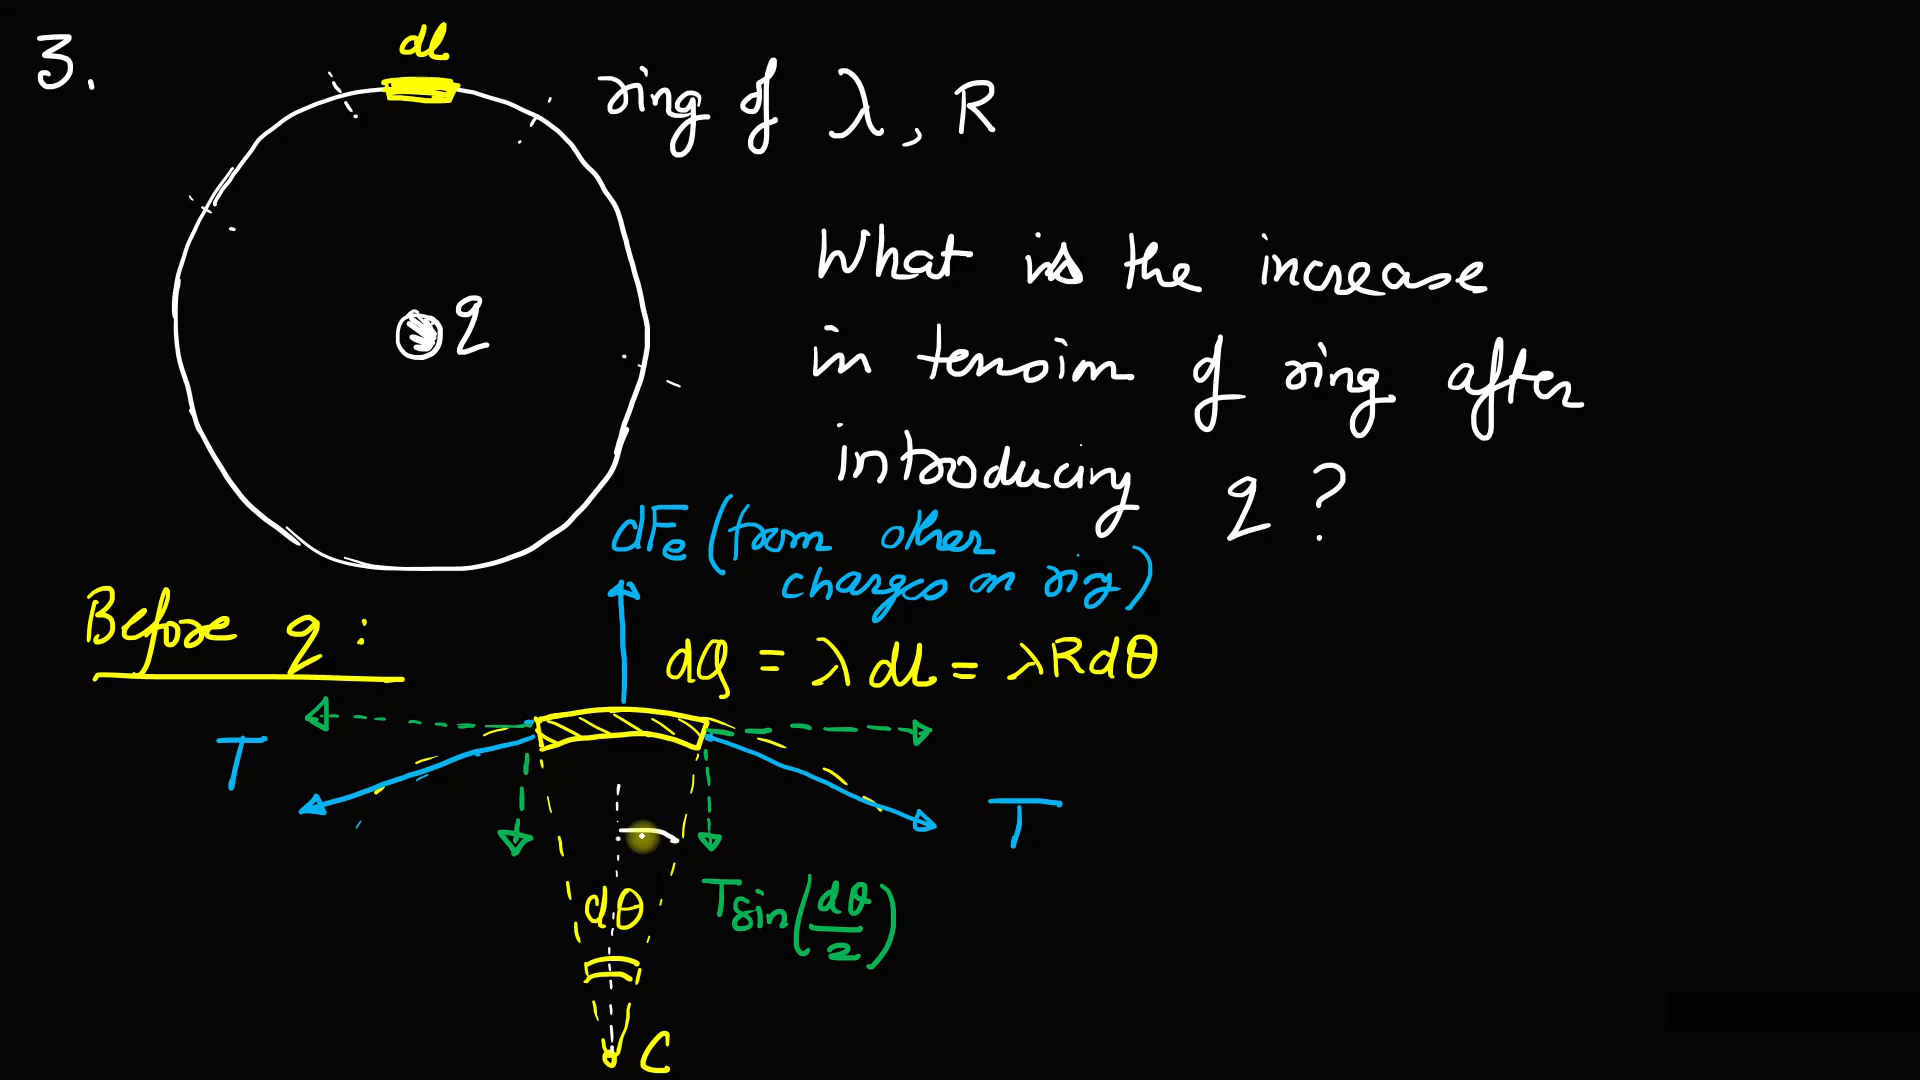 3.
dl
ring of λ, R
q
What is the increase
in tension of ring after
introducing q ?
dFe (from other
charges on ring)
Before q :
dQ = λ dl = λRdθ
T
T
dθ
T sin(dθ/2)
C